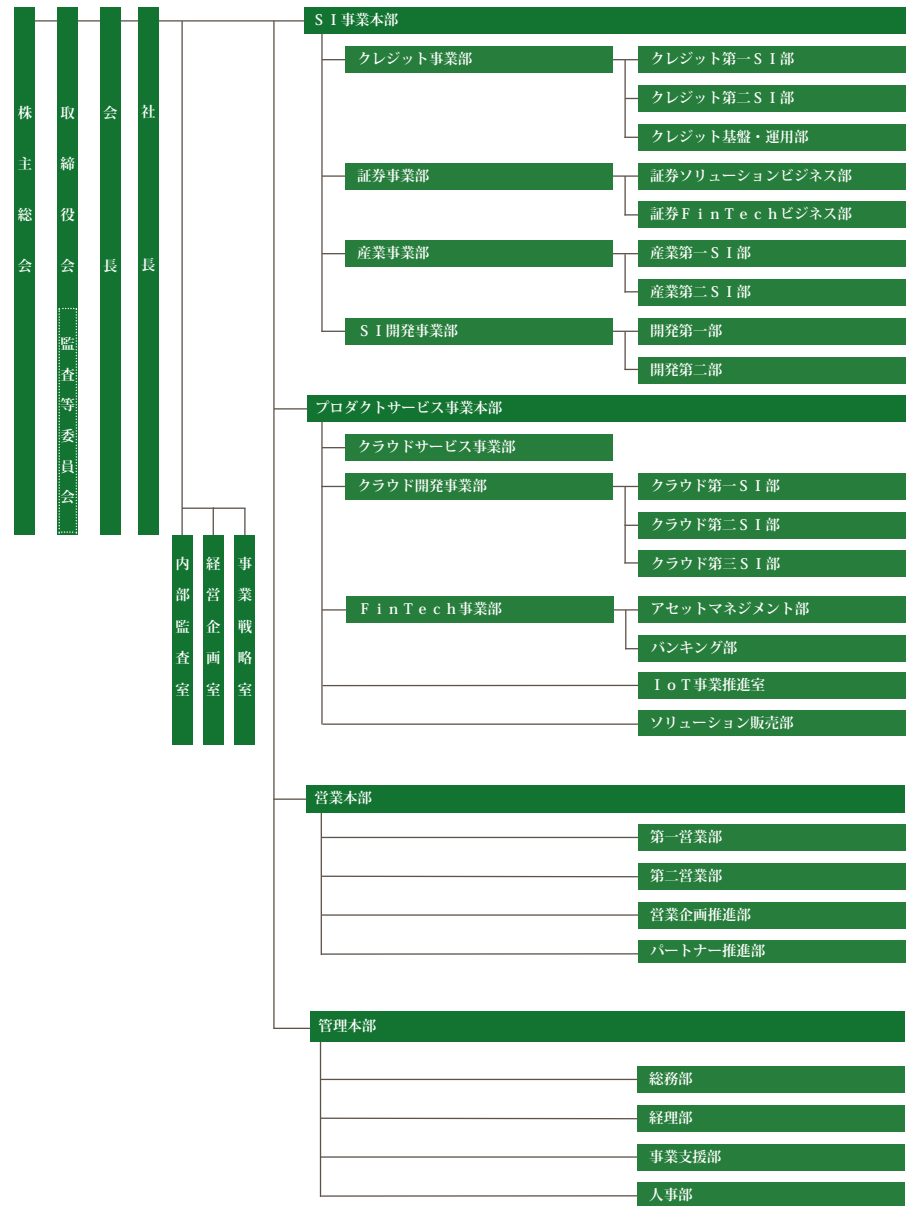 株主総会
取締役会
監査等委員会
会長
社長
内部監査室
経営企画室
事業戦略室
ＳＩ事業本部
クレジット事業部
クレジット第一ＳＩ部
クレジット第二ＳＩ部
クレジット基盤・運用部
証券事業部
証券ソリューションビジネス部
証券ＦｉｎＴｅｃｈビジネス部
産業事業部
産業第一ＳＩ部
産業第二ＳＩ部
ＳＩ開発事業部
開発第一部
開発第二部
プロダクトサービス事業本部
クラウドサービス事業部
クラウド開発事業部
クラウド第一ＳＩ部
クラウド第二ＳＩ部
クラウド第三ＳＩ部
ＦｉｎＴｅｃｈ事業部
アセットマネジメント部
バンキング部
ＩｏＴ事業推進室
ソリューション販売部
営業本部
第一営業部
第二営業部
営業企画推進部
パートナー推進部
管理本部
総務部
経理部
事業支援部
人事部